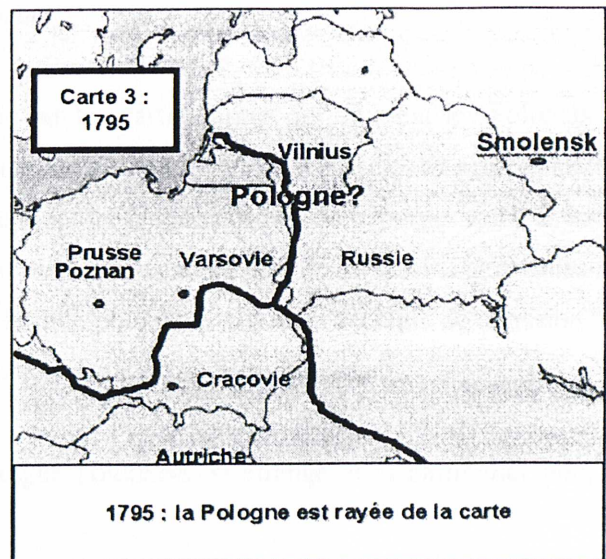 Carte 3 :
1795
Vilnius
Smolensk
Pologne?
Prusse
Poznan
Varsovie
Russie
Cracovie
Autriche
1795 : la Pologne est rayée de la carte